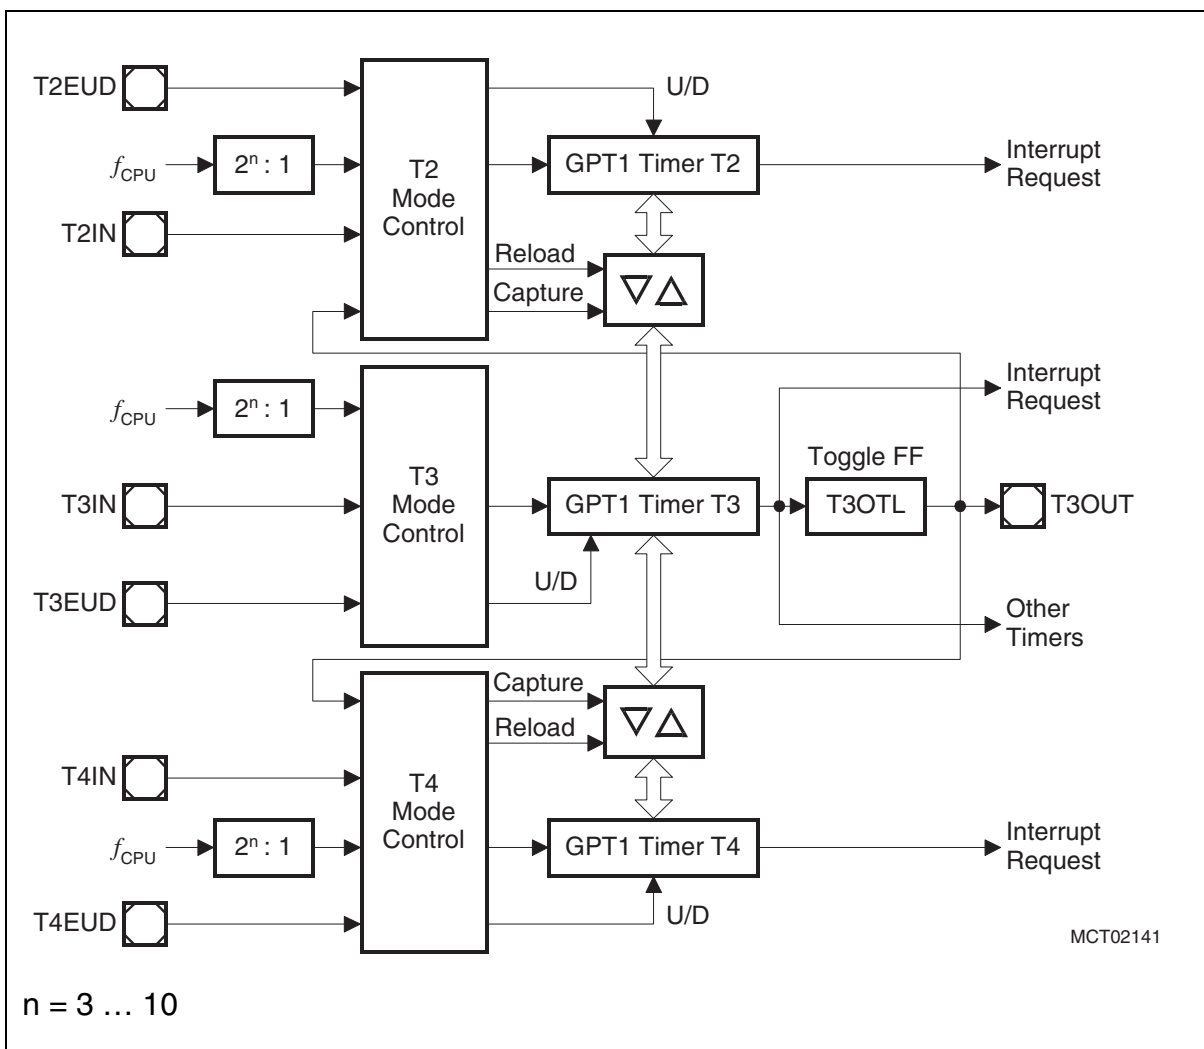 T2EUD
U/D
fCPU
2ⁿ : 1
T2
Mode
Control
GPT1 Timer T2
Interrupt
Request
T2IN
Reload
Capture
fCPU
2ⁿ : 1
Interrupt
Request
T3
Mode
Control
Toggle FF
T3IN
GPT1 Timer T3
T3OTL
T3OUT
U/D
T3EUD
Other
Timers
Capture
Reload
T4IN
T4
Mode
Control
fCPU
2ⁿ : 1
GPT1 Timer T4
Interrupt
Request
T4EUD
U/D
MCT02141
n = 3 … 10